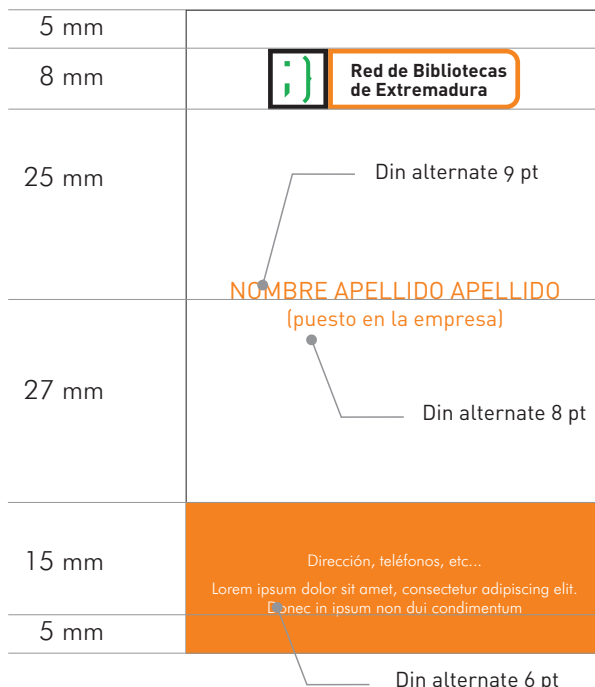 5 mm
8 mm
;}
Red de Bibliotecas
de Extremadura
25 mm
Din alternate 9 pt
NOMBRE APELLIDO APELLIDO
(puesto en la empresa)
27 mm
Din alternate 8 pt
15 mm
Dirección, teléfonos, etc...
Lorem ipsum dolor sit amet, consectetur adipiscing elit.
Donec in ipsum non dui condimentum
5 mm
Din alternate 6 pt